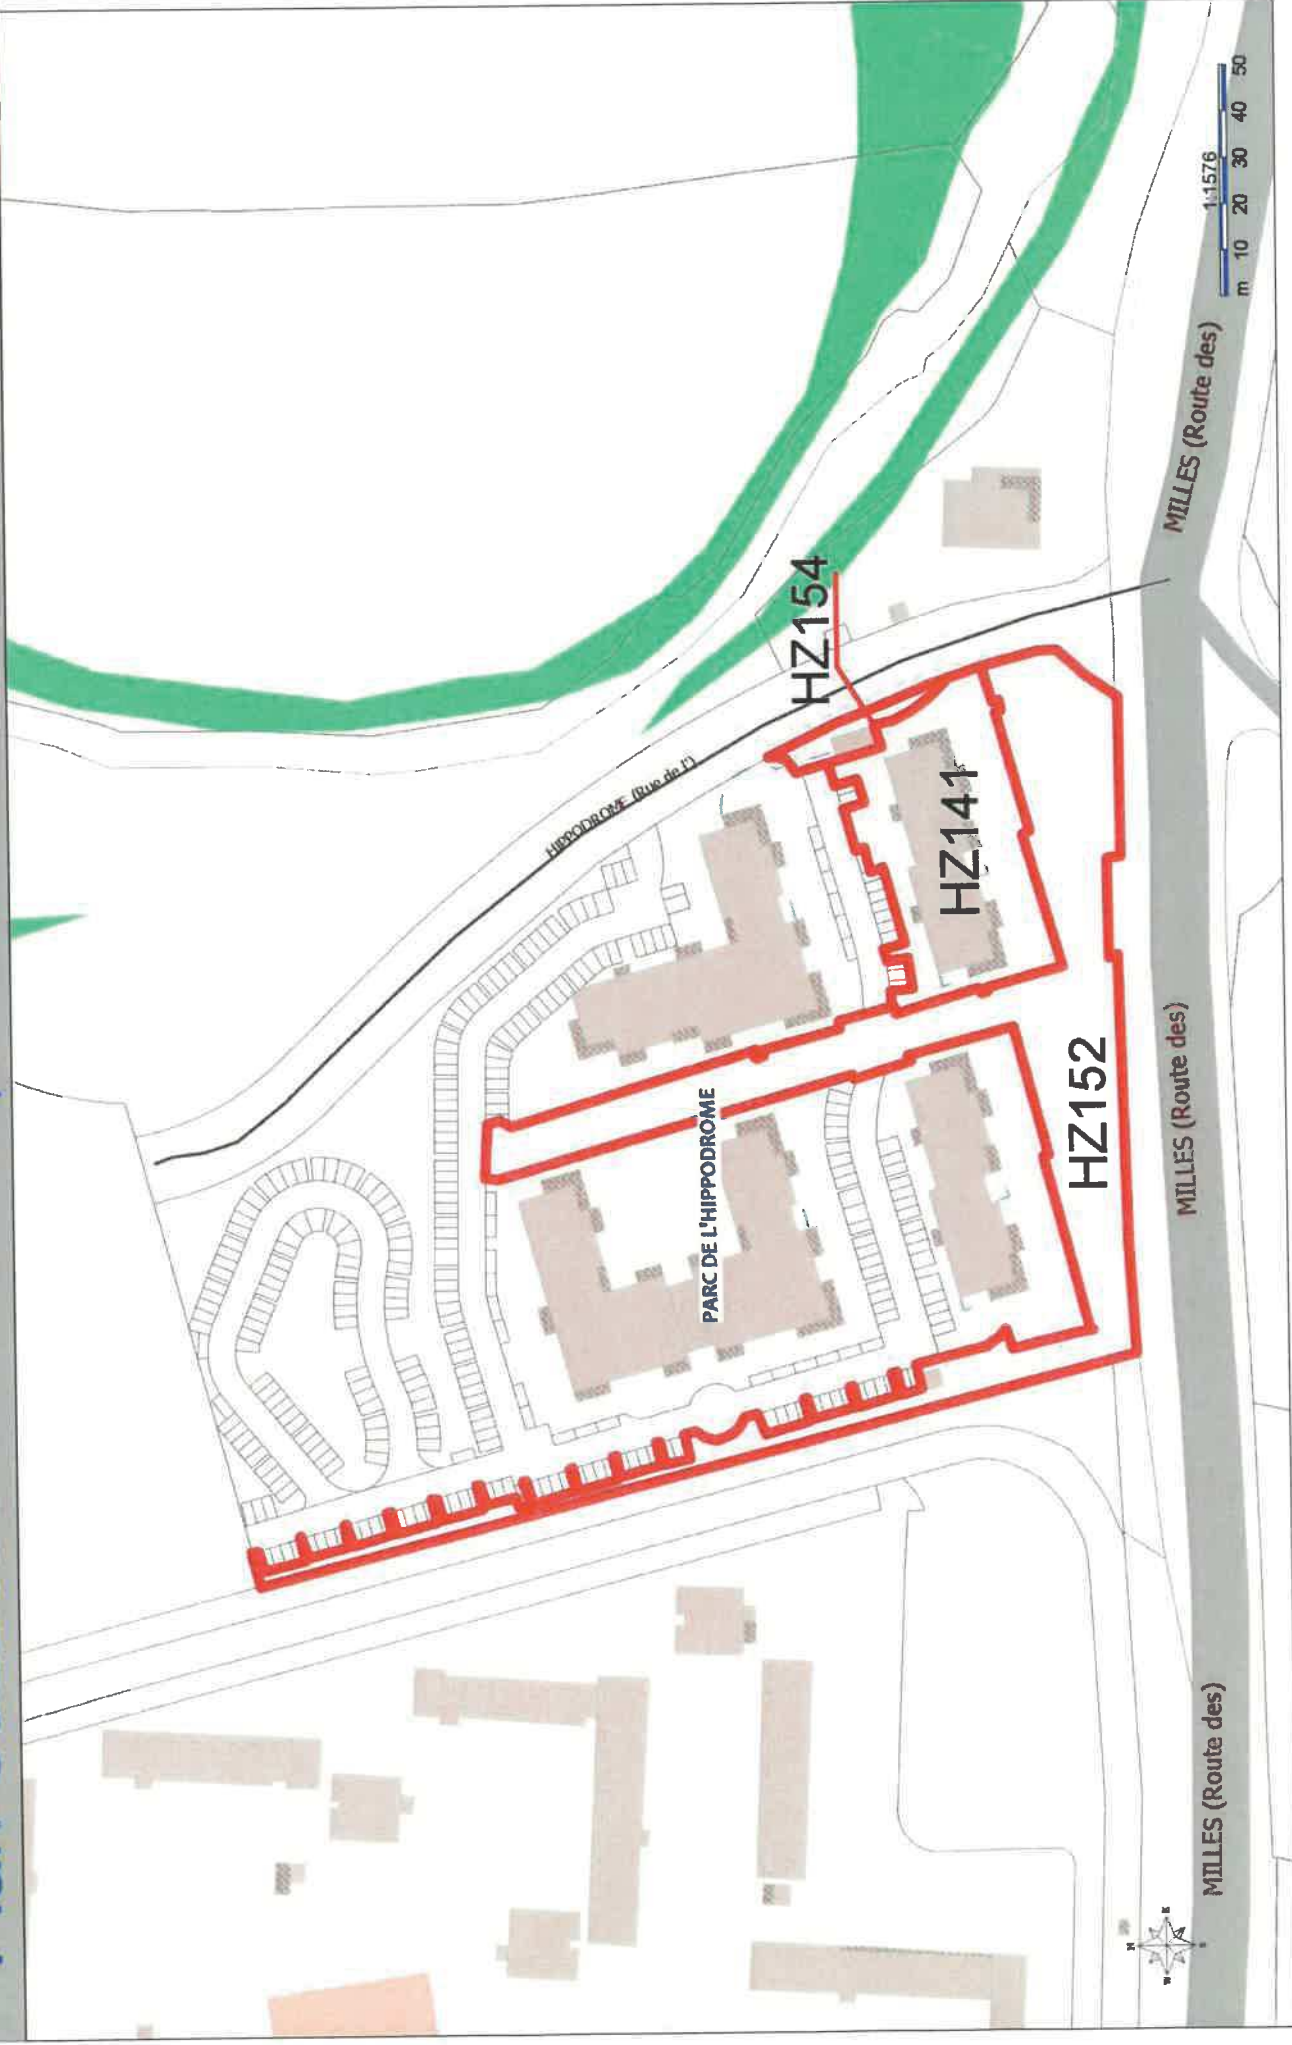 HZ154
HIPPODROME (Rue de l')
HZ141
PARC DE L'HIPPODROME
HZ152
MILLES (Route des)
MILLES (Route des)
MILLES (Route des)
1:1576
m 10 20 30 40 50
N
W E
S